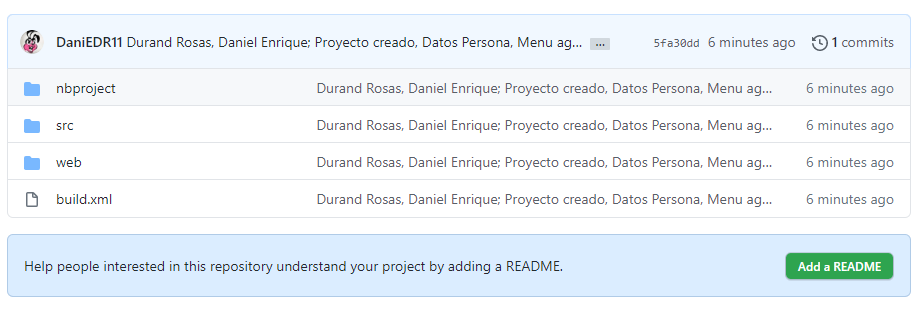 DaniEDR11 Durand Rosas, Daniel Enrique; Proyecto creado, Datos Persona, Menu ag... ... 5fa30dd 6 minutes ago 1 commits
nbproject Durand Rosas, Daniel Enrique; Proyecto creado, Datos Persona, Menu ag... 6 minutes ago
src Durand Rosas, Daniel Enrique; Proyecto creado, Datos Persona, Menu ag... 6 minutes ago
web Durand Rosas, Daniel Enrique; Proyecto creado, Datos Persona, Menu ag... 6 minutes ago
build.xml Durand Rosas, Daniel Enrique; Proyecto creado, Datos Persona, Menu ag... 6 minutes ago
Help people interested in this repository understand your project by adding a README. Add a README